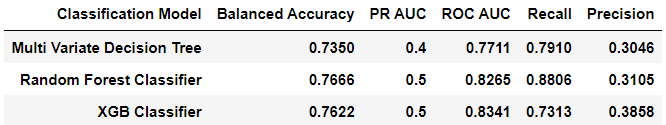 Classification Model Balanced Accuracy PR AUC ROC AUC Recall Precision
Multi Variate Decision Tree 0.7350 0.4 0.7711 0.7910 0.3046
Random Forest Classifier 0.7666 0.5 0.8265 0.8806 0.3105
XGB Classifier 0.7622 0.5 0.8341 0.7313 0.3858